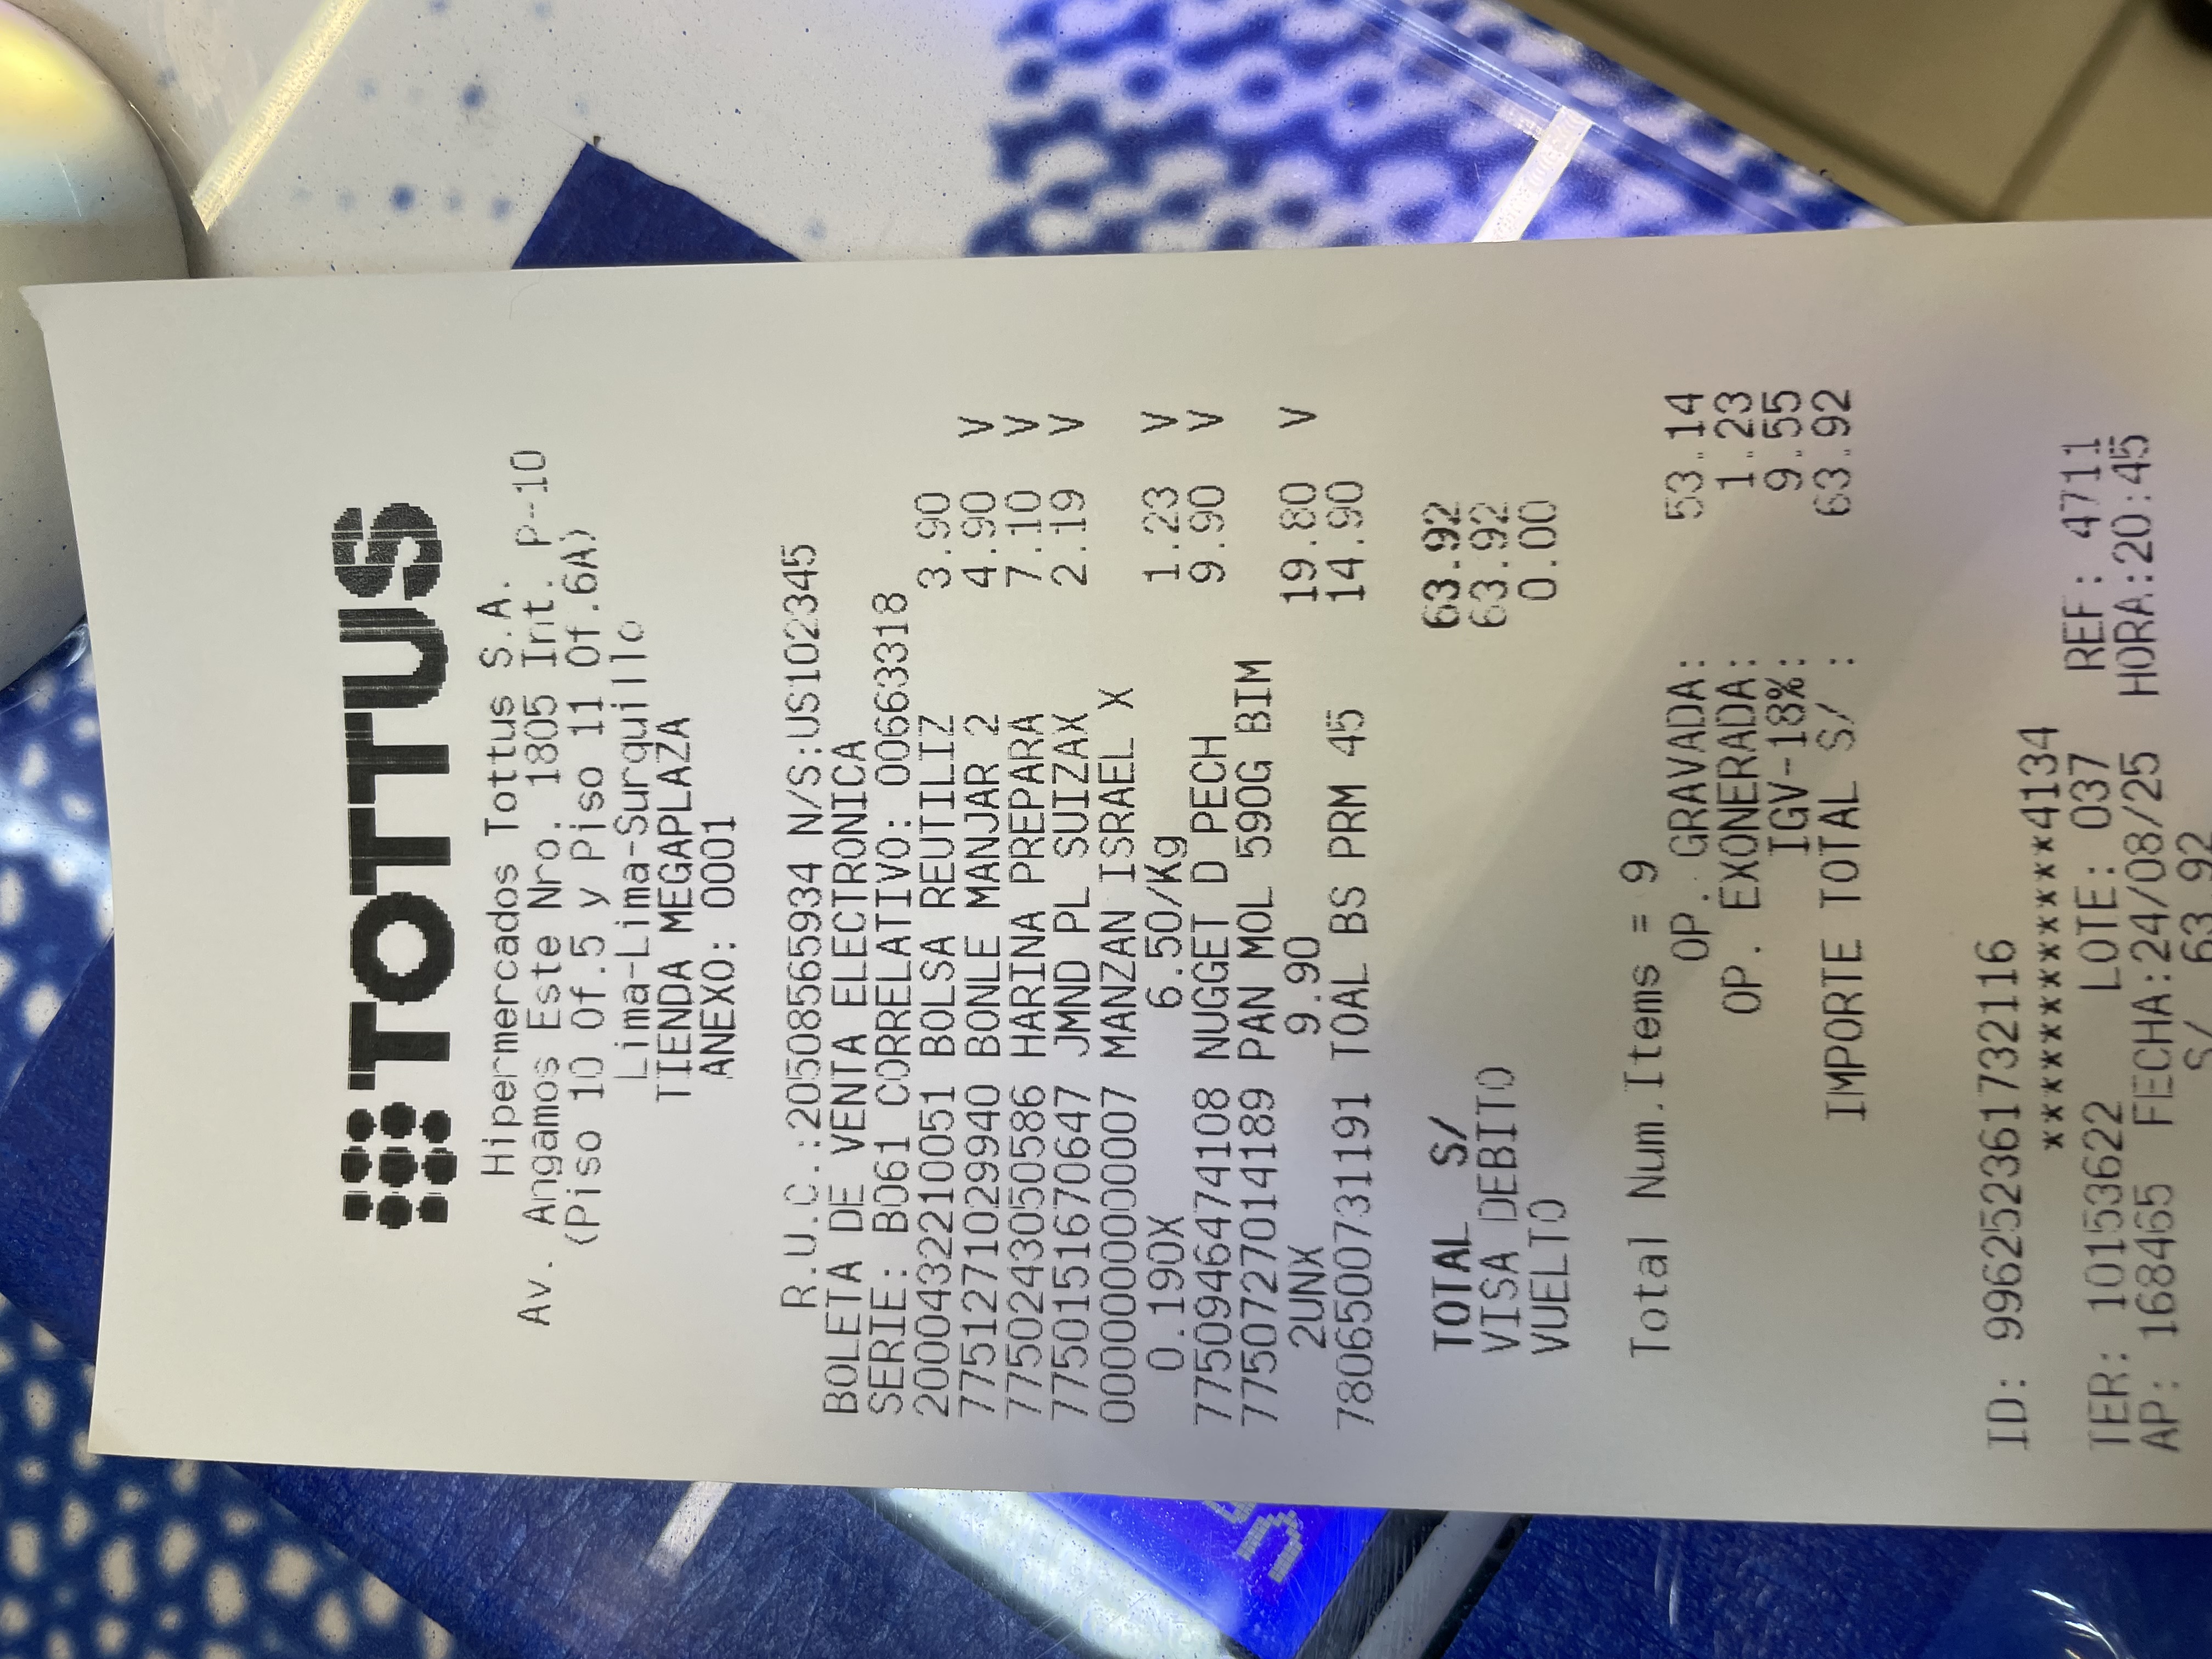 TOTTUS
Hipermercados Tottus S.A.
Av. Angamos Este Nro. 1805 Int. P-10
(Piso 10 Of.5 y Piso 11 Of.6A)
Lima-Lima-Surquillo
TIENDA MEGAPLAZA
ANEXO: 0001
R.U.C.:20508565934 N/S:US102345
BOLETA DE VENTA ELECTRONICA
SERIE: B061 CORRELATIVO: 00663318
2000432210051 BOLSA REUTILIZ 3.90
7751271029940 BONLE MANJAR 2 4.90 V
7750243050586 HARINA PREPARA 7.10 V
7750151670647 JMND PL SUIZAX 2.19 V
0000000000007 MANZAN ISRAEL X
0.190X 6.50/Kg 1.23 V
7750946474108 NUGGET D PECH 9.90 V
7750727014189 PAN MOL 590G BIM
2UNX 9.90 19.80 V
7806500731191 TOAL BS PRM 45 14.90
TOTAL S/ 63.92
VISA DEBITO 63.92
VUELTO 0.00
Total Num.Items = 9
OP. GRAVADA: 53.14
OP. EXONERADA: 1.23
IGV-18%: 9.55
IMPORTE TOTAL S/ : 63.92
ID: 996252361732116
************4134
TER: 10153622 LOTE: 037 REF: 4711
AP: 168465 FECHA:24/08/25 HORA:20:45
S/ 63.92